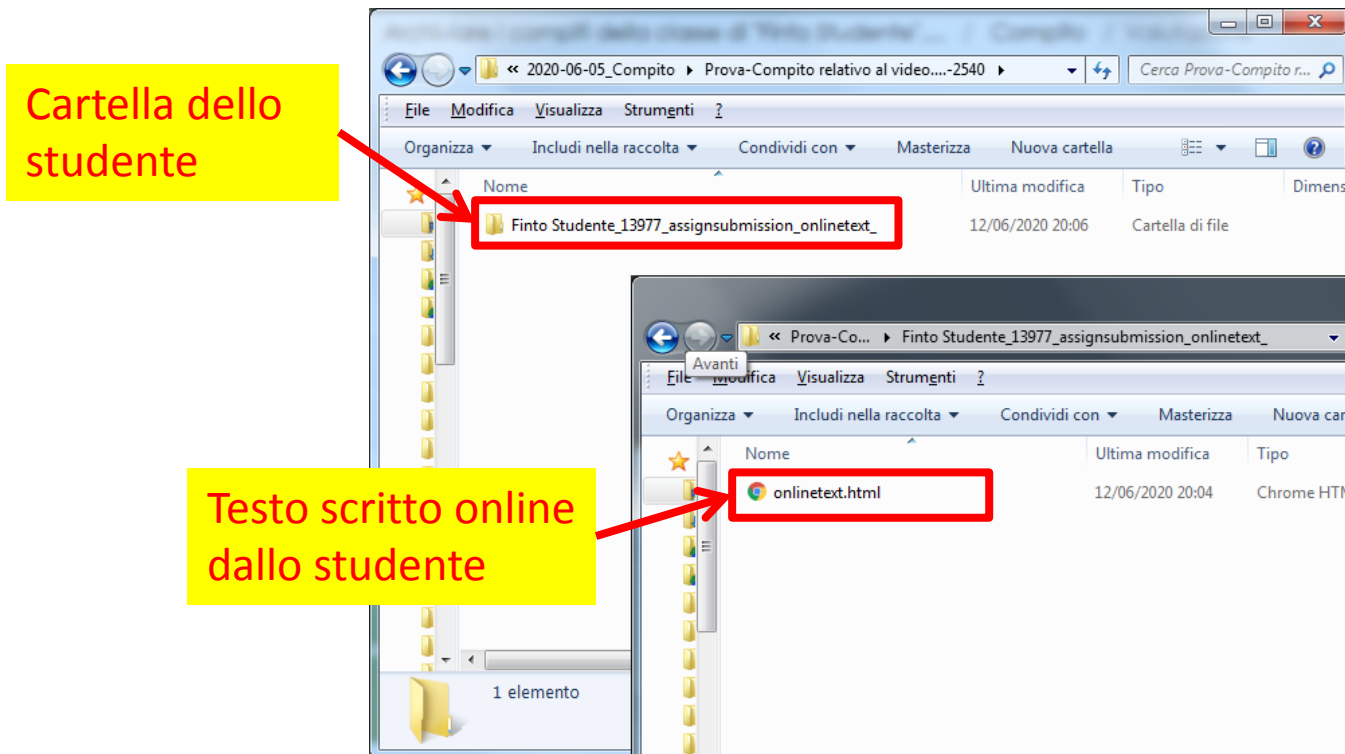 Cartella dello
studente
« 2020-06-05_Compito ▸ Prova-Compito relativo al video....-2540 ▸
Cerca Prova-Compito r...
File Modifica Visualizza Strumenti ?
Organizza Includi nella raccolta Condividi con Masterizza Nuova cartella
Nome Ultima modifica Tipo Dimens
Finto Studente_13977_assignsubmission_onlinetext_ 12/06/2020 20:06 Cartella di file
« Prova-Co... ▸ Finto Studente_13977_assignsubmission_onlinetext_
Avanti
File Modifica Visualizza Strumenti ?
Organizza Includi nella raccolta Condividi con Masterizza Nuova car
Nome Ultima modifica Tipo
onlinetext.html 12/06/2020 20:04 Chrome HTM
Testo scritto online
dallo studente
1 elemento